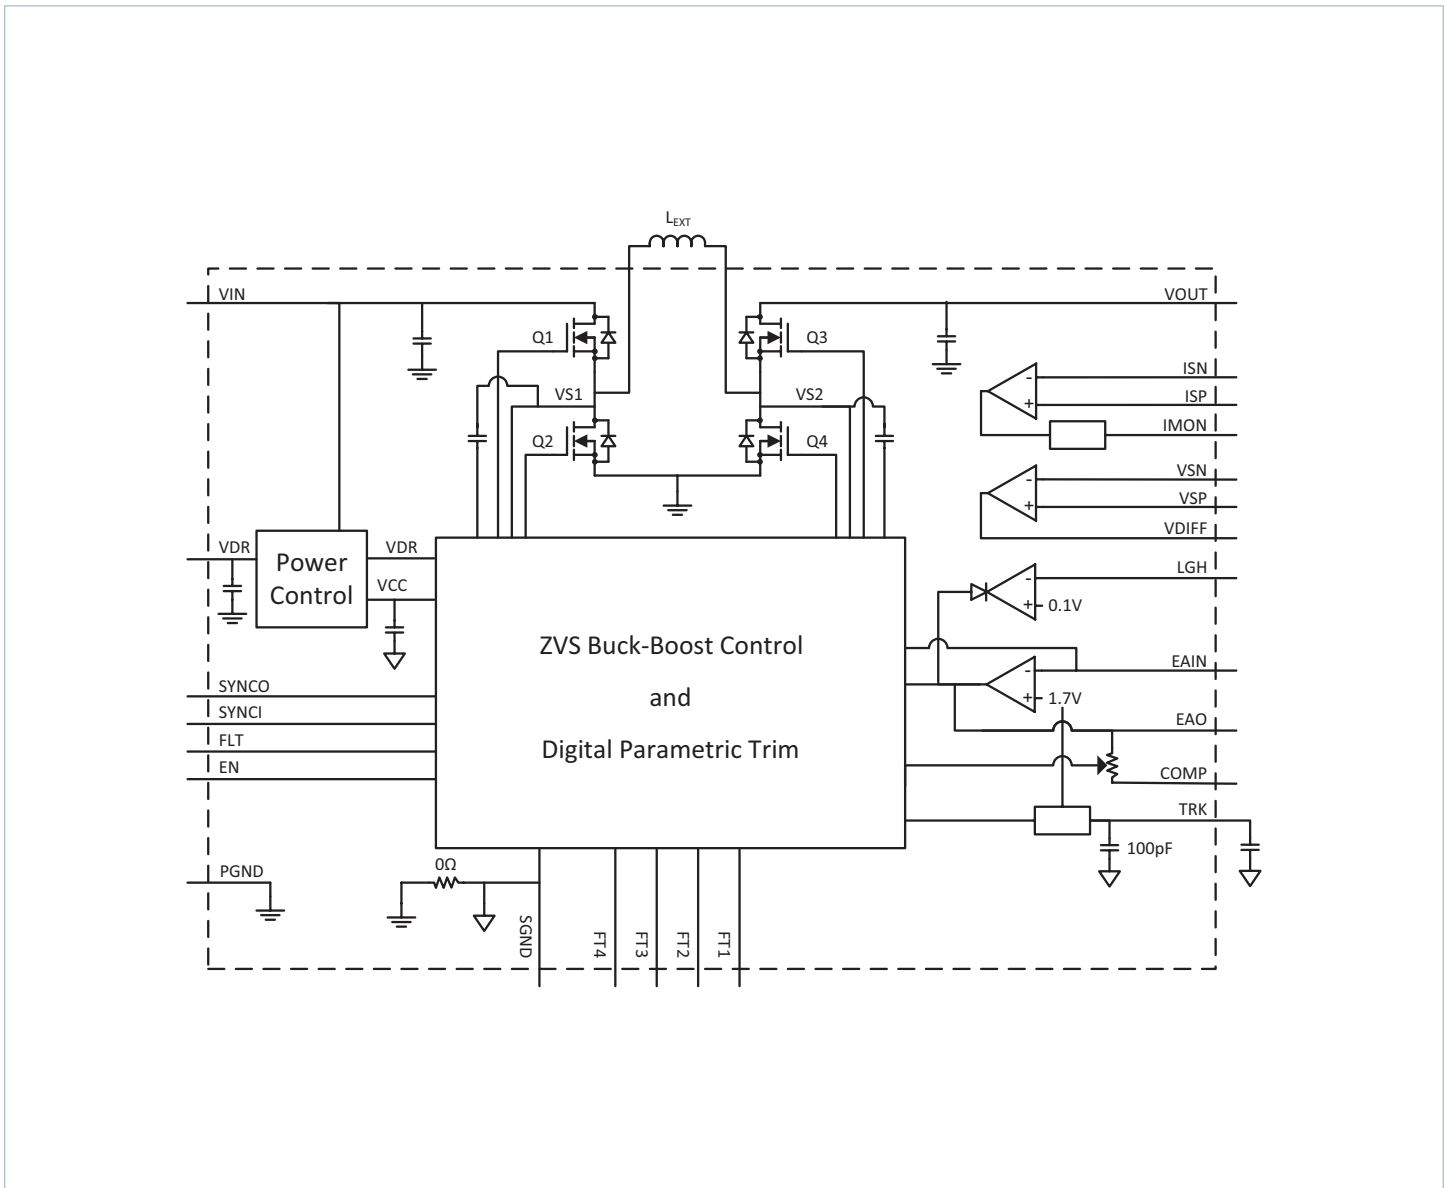 LEXT
VIN
VOUT
Q1
Q3
ISN
-
ISP
+
VS1
VS2
IMON
Q2
Q4
VSN
-
VSP
+
VDIFF
VDR
Power
Control
VDR
VCC
LGH
-
+ 0.1V
ZVS Buck-Boost Control
and
Digital Parametric Trim
EAIN
-
+ 1.7V
SYNCO
SYNCI
EAO
FLT
EN
COMP
TRK
100pF
PGND
0Ω
SGND
FT4
FT3
FT2
FT1